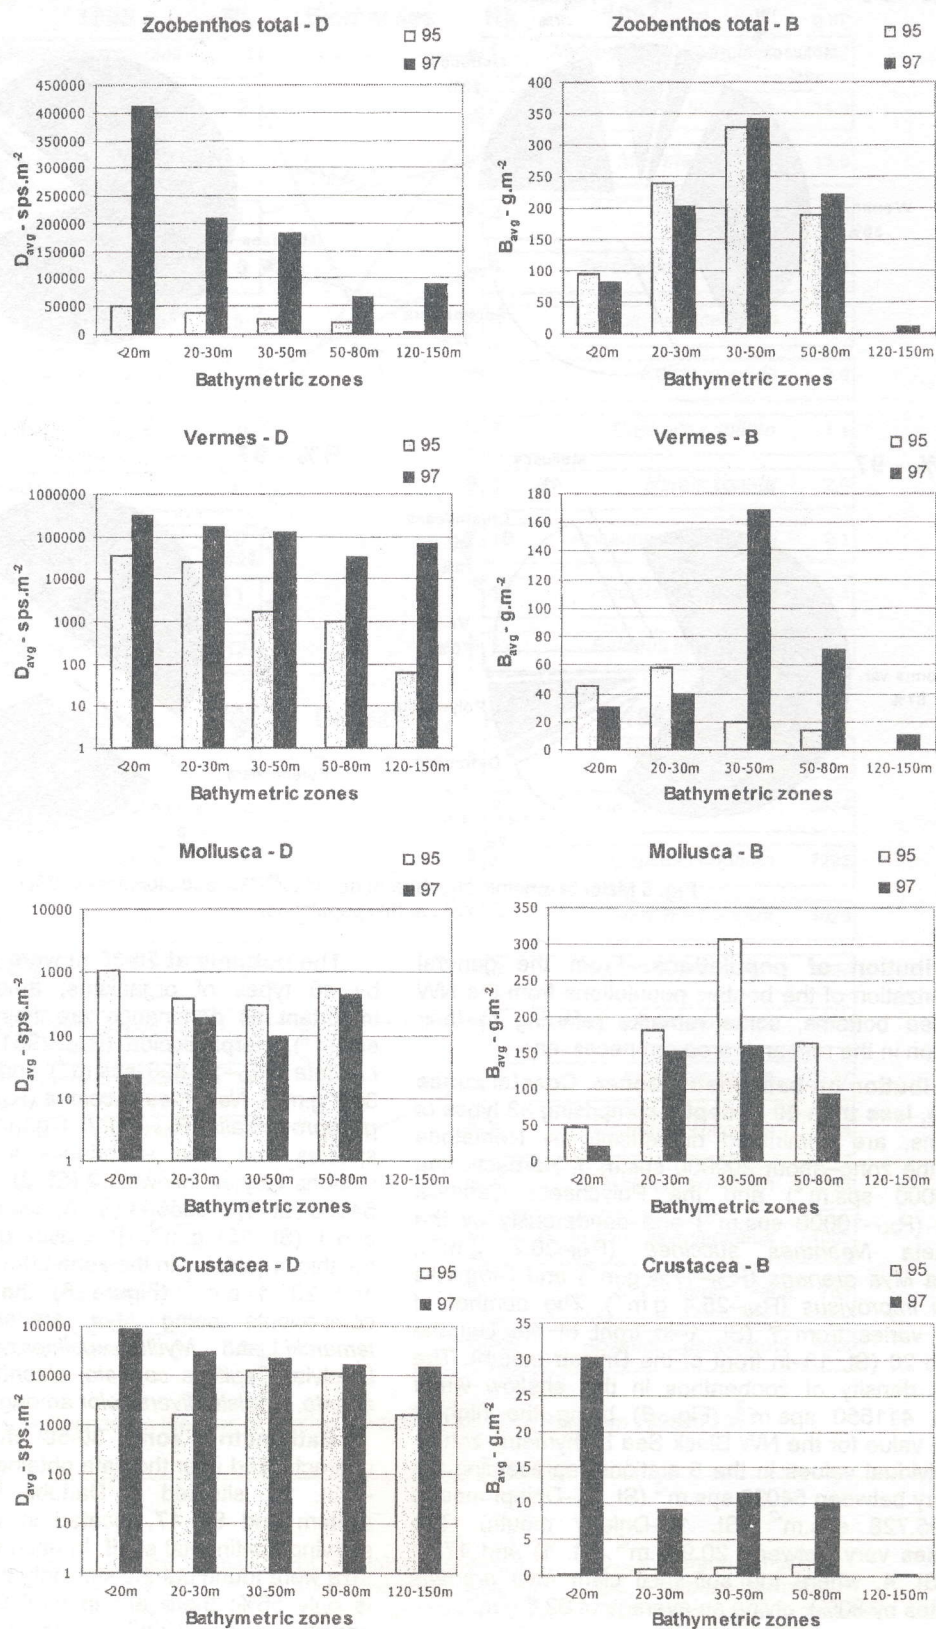 Zoobenthos total - D
□ 95
■ 97
450000
400000
350000
300000
250000
200000
150000
100000
50000
0
D avg - sps.m-2
<20m 20-30m 30-50m 50-80m 120-150m
Bathymetric zones
Zoobenthos total - B
□ 95
■ 97
400
350
300
250
200
150
100
50
0
B avg - g.m-2
<20m 20-30m 30-50m 50-80m 120-150m
Bathymetric zones
Vermes - D
□ 95
■ 97
1000000
100000
10000
1000
100
10
1
D avg - sps.m-2
<20m 20-30m 30-50m 50-80m 120-150m
Bathymetric zones
Vermes - B
□ 95
■ 97
180
160
140
120
100
80
60
40
20
0
B avg - g.m-2
<20m 20-30m 30-50m 50-80m 120-150m
Bathymetric zones
Mollusca - D
□ 95
■ 97
10000
1000
100
10
1
D avg - sps.m-2
<20m 20-30m 30-50m 50-80m 120-150m
Bathymetric zones
Mollusca - B
□ 95
■ 97
350
300
250
200
150
100
50
0
B avg - g.m-2
<20m 20-30m 30-50m 50-80m 120-150m
Bathymetric zones
Crustacea - D
□ 95
■ 97
100000
10000
1000
100
10
1
D avg - sps.m-2
<20m 20-30m 30-50m 50-80m 120-150m
Bathymetric zones
Crustacea - B
□ 95
■ 97
35
30
25
20
15
10
5
0
B avg - g.m-2
<20m 20-30m 30-50m 50-80m 120-150m
Bathymetric zones